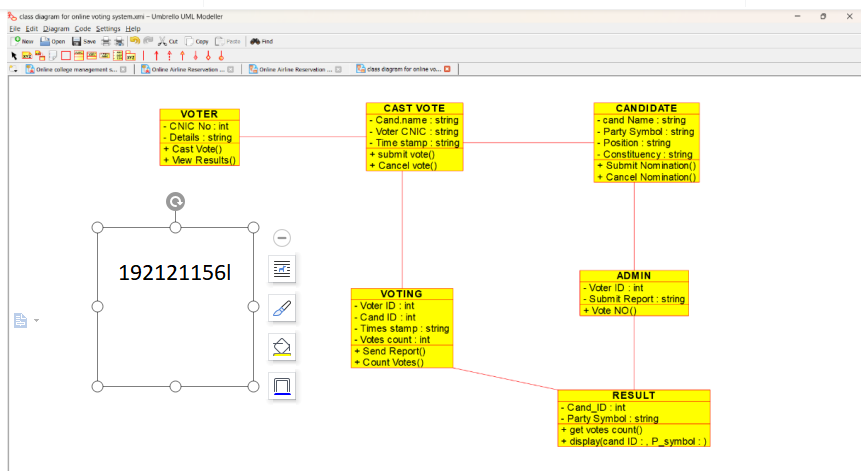 class diagram for online voting system.xmi – Umbrello UML Modeller
File Edit Diagram Code Settings Help
New Open Save Cut Copy Paste Find
Online college management s... Online Airline Reservation ... Online Airline Reservation ... class diagram for online vo...
VOTER
- CNIC No : int
- Details : string
+ Cast Vote()
+ View Results()
CAST VOTE
- Cand.name : string
- Voter CNIC : string
- Time stamp : string
+ submit vote()
+ Cancel vote()
CANDIDATE
- cand Name : string
- Party Symbol : string
- Position : string
- Constituency : string
+ Submit Nomination()
+ Cancel Nomination()
192121156l
VOTING
- Voter ID : int
- Cand ID : int
- Times stamp : string
- Votes count : int
+ Send Report()
+ Count Votes()
ADMIN
- Voter ID : int
- Submit Report : string
+ Vote NO()
RESULT
- Cand_ID : int
- Party Symbol : string
+ get votes count()
+ display(cand ID : , P_symbol : )